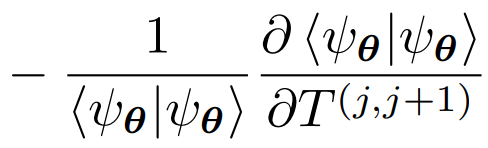 $$- \frac{1}{\langle \psi_{\boldsymbol{\theta}} | \psi_{\boldsymbol{\theta}} \rangle} \frac{\partial \langle \psi_{\boldsymbol{\theta}} | \psi_{\boldsymbol{\theta}} \rangle}{\partial T^{(j,j+1)}}$$